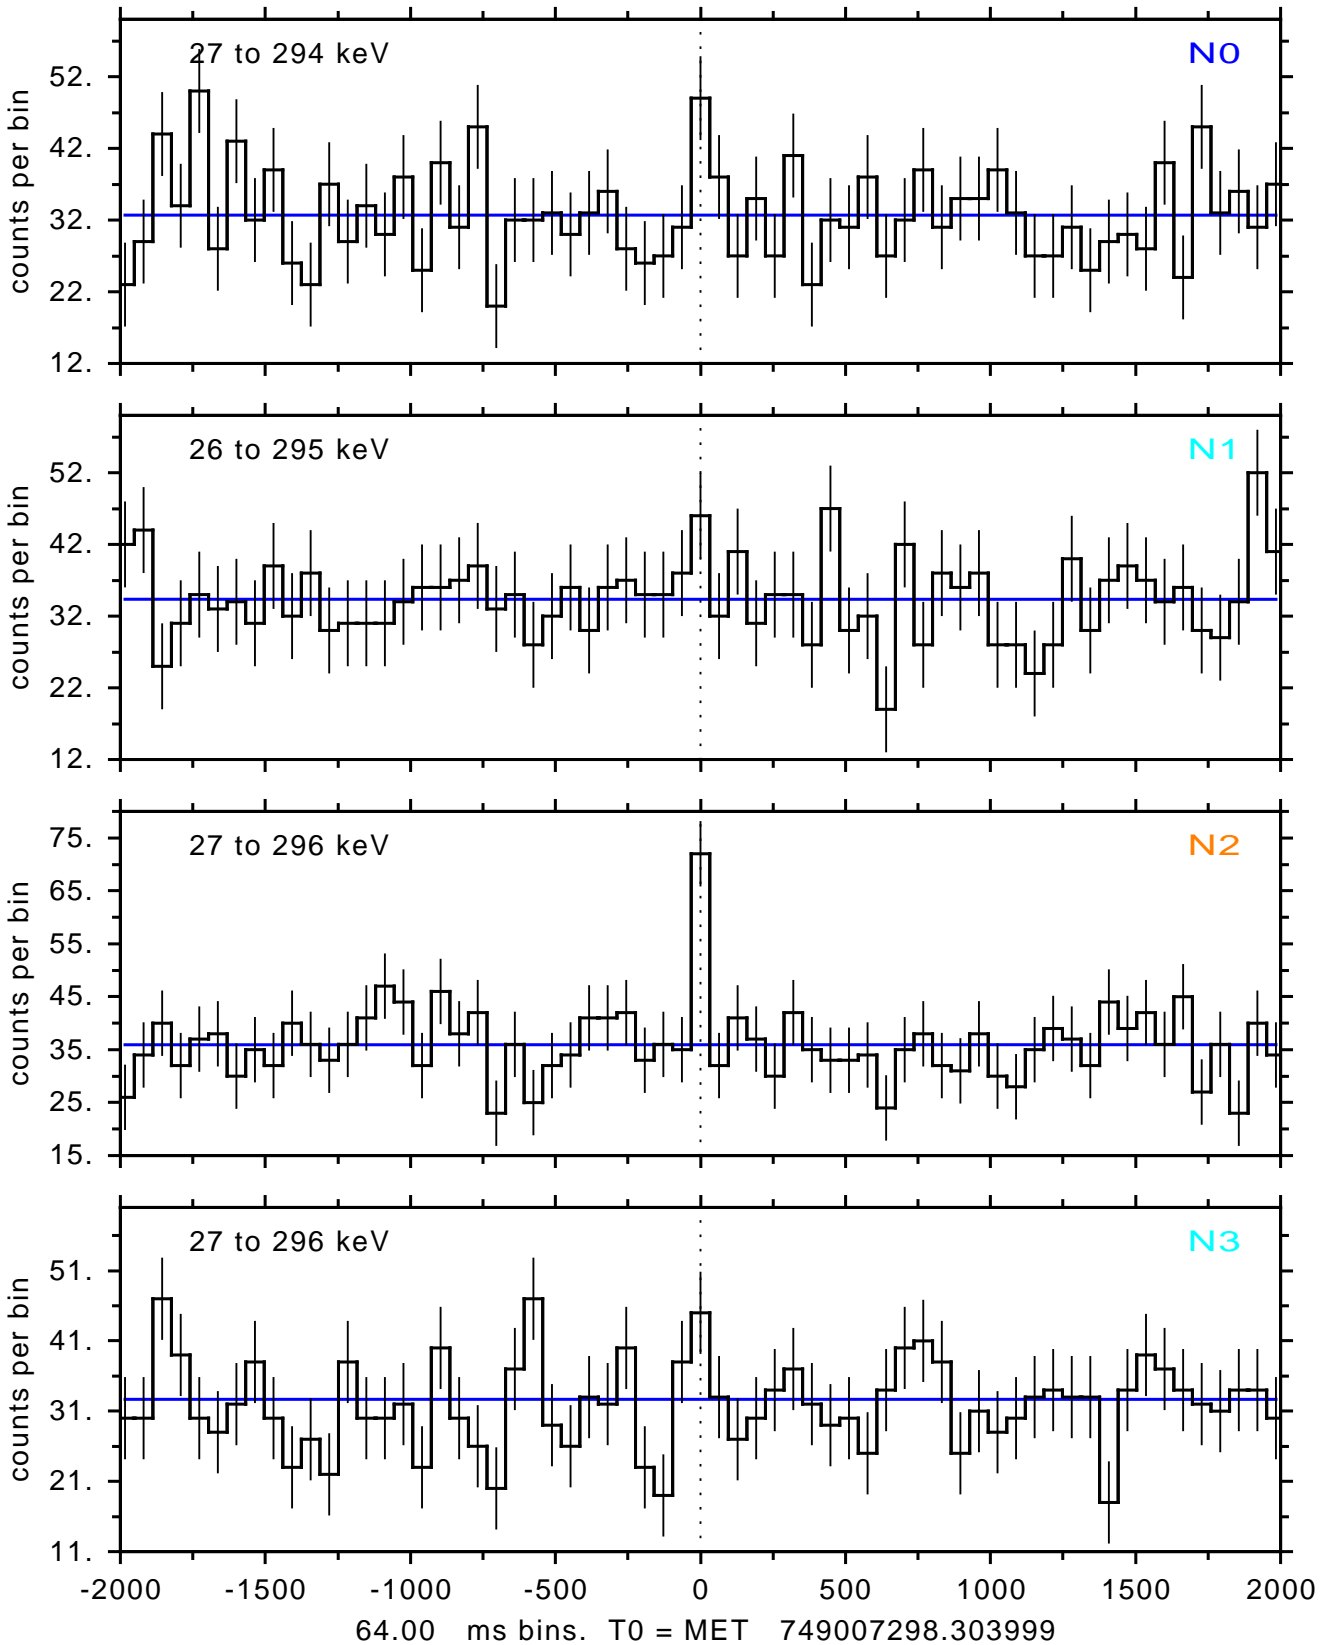 27 to 294 keV N0
counts per bin
52.
42.
32.
22.
12.
26 to 295 keV N1
counts per bin
52.
42.
32.
22.
12.
27 to 296 keV N2
counts per bin
75.
65.
55.
45.
35.
25.
15.
27 to 296 keV N3
counts per bin
51.
41.
31.
21.
11.
-2000 -1500 -1000 -500 0 500 1000 1500 2000
64.00 ms bins. T0 = MET 749007298.303999